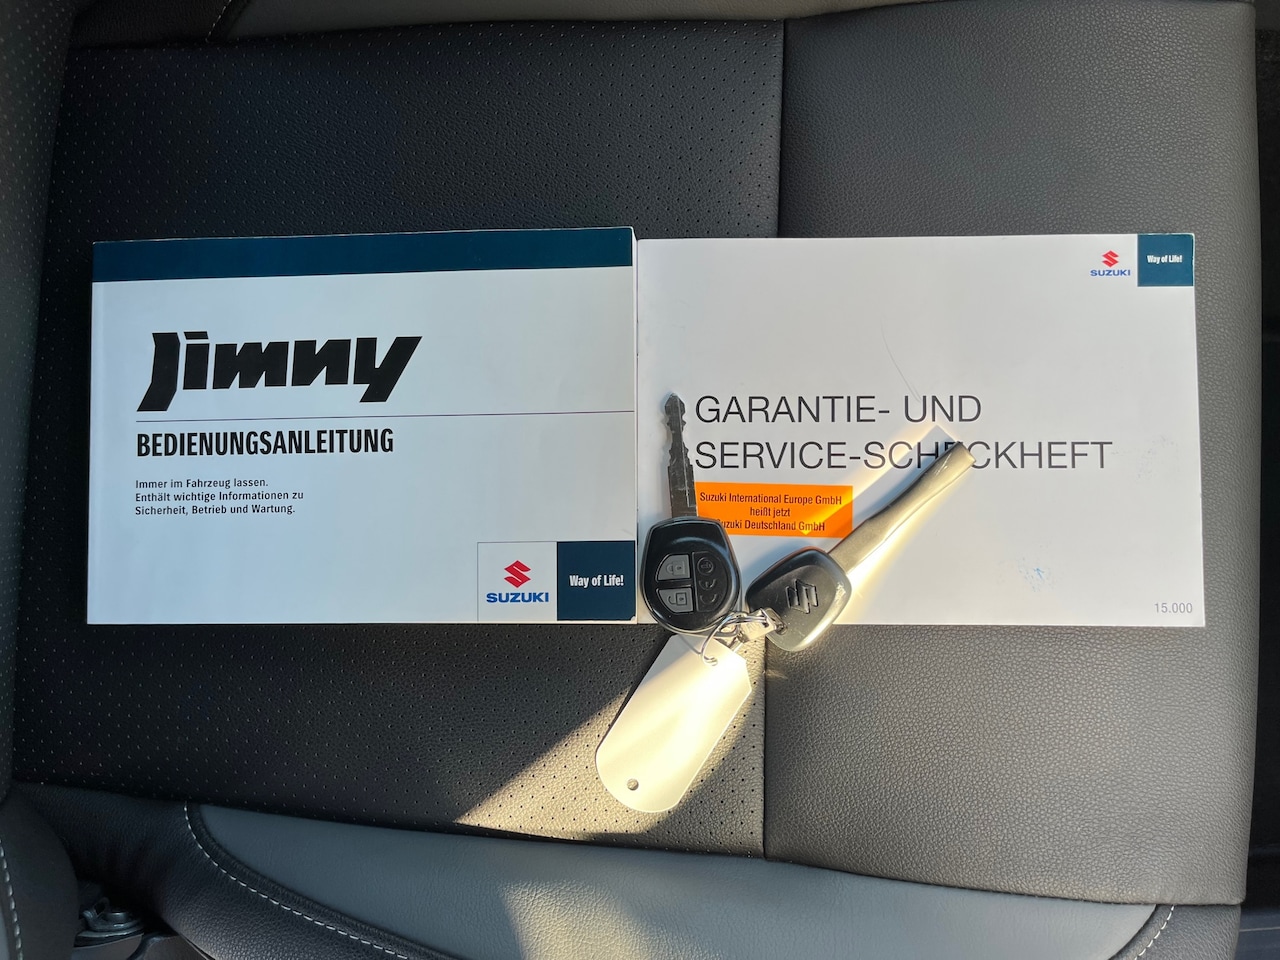 Jimny
BEDIENUNGSANLEITUNG
Immer im Fahrzeug lassen.
Enthält wichtige Informationen zu
Sicherheit, Betrieb und Wartung.
SUZUKI
Way of Life!
SUZUKI
Way of Life!
GARANTIE- UND
SERVICE-SCHECKHEFT
Suzuki International Europe GmbH
heißt jetzt
Suzuki Deutschland GmbH
15.000